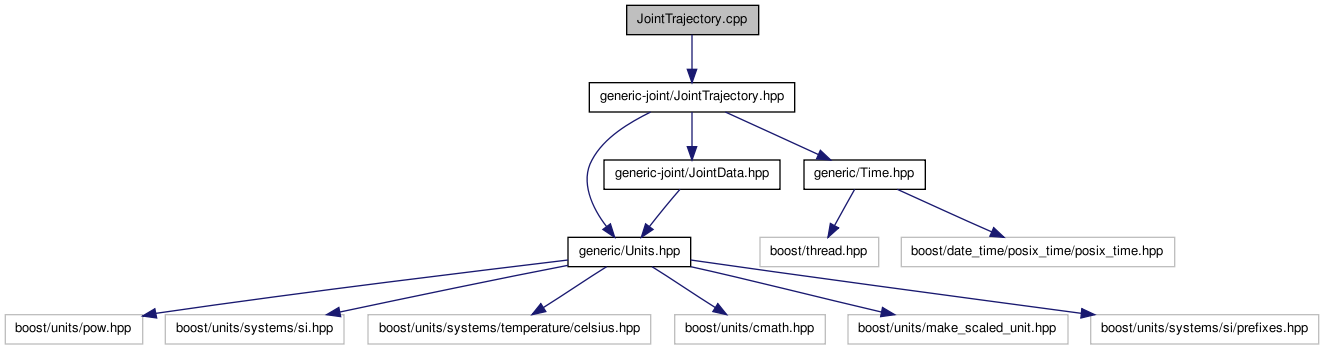 JointTrajectory.cpp
generic-joint/JointTrajectory.hpp
generic-joint/JointData.hpp
generic/Time.hpp
generic/Units.hpp
boost/thread.hpp
boost/date_time/posix_time/posix_time.hpp
boost/units/pow.hpp
boost/units/systems/si.hpp
boost/units/systems/temperature/celsius.hpp
boost/units/cmath.hpp
boost/units/make_scaled_unit.hpp
boost/units/systems/si/prefixes.hpp